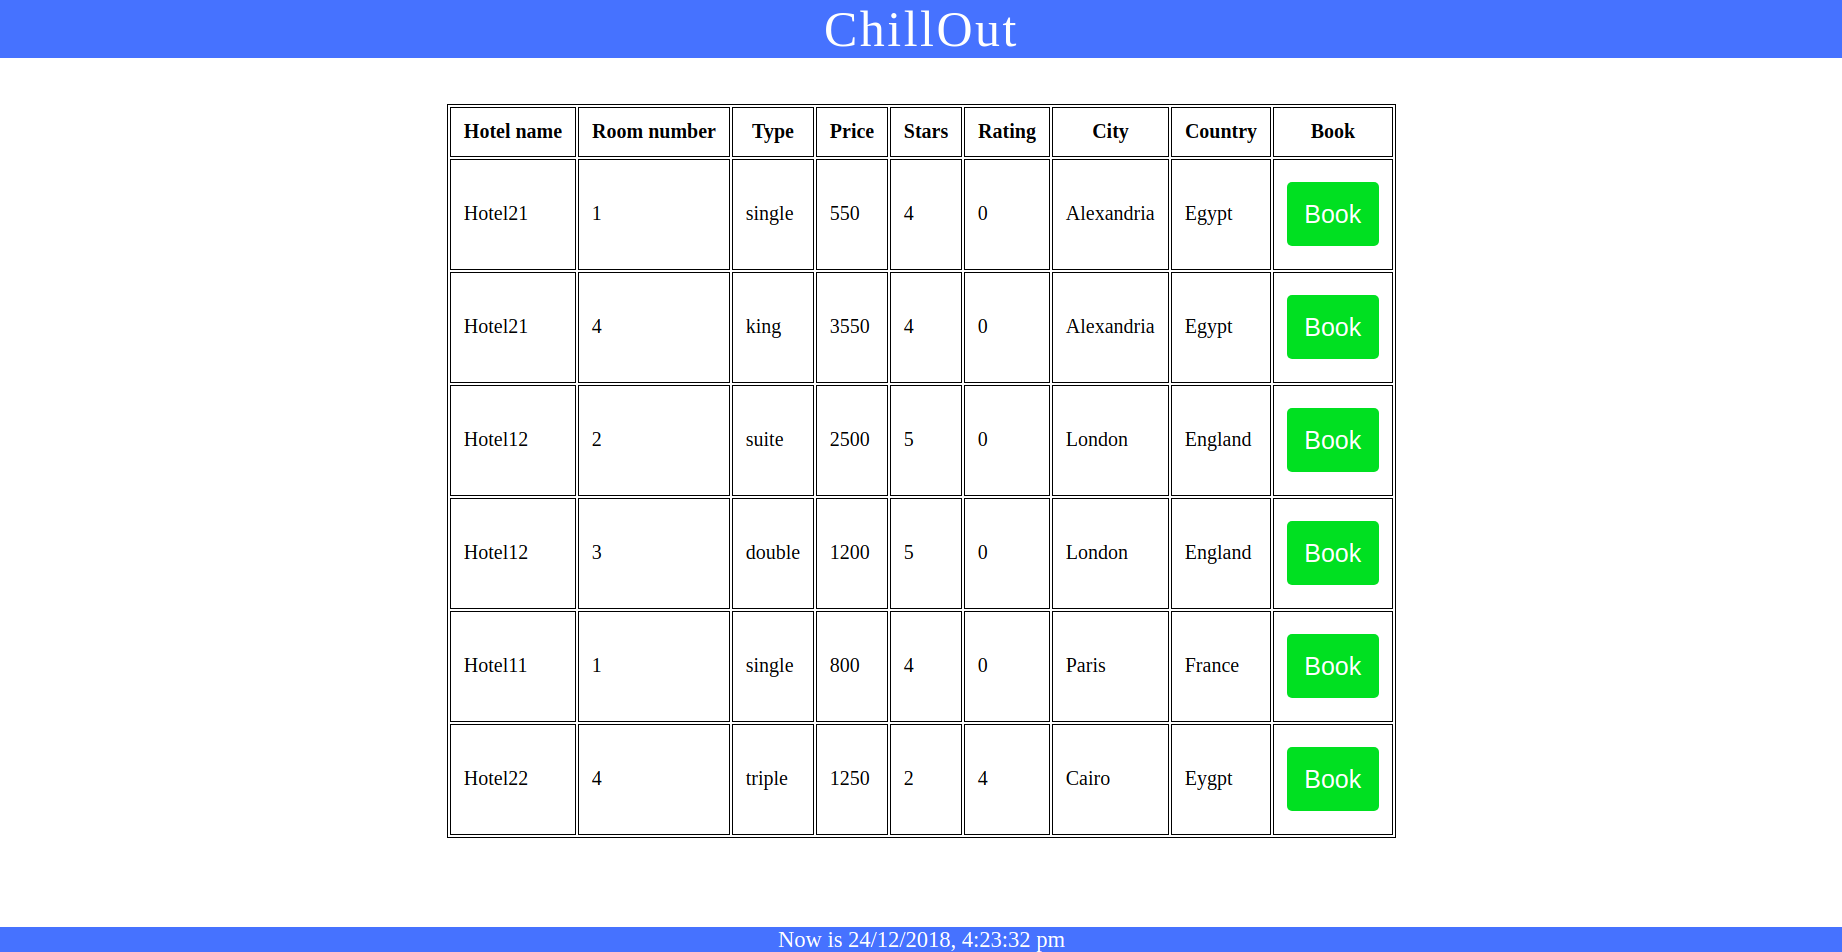 ChillOut
Hotel name Room number Type Price Stars Rating City Country Book
Hotel21 1 single 550 4 0 Alexandria Egypt Book
Hotel21 4 king 3550 4 0 Alexandria Egypt Book
Hotel12 2 suite 2500 5 0 London England Book
Hotel12 3 double 1200 5 0 London England Book
Hotel11 1 single 800 4 0 Paris France Book
Hotel22 4 triple 1250 2 4 Cairo Eygpt Book
Now is 24/12/2018, 4:23:32 pm